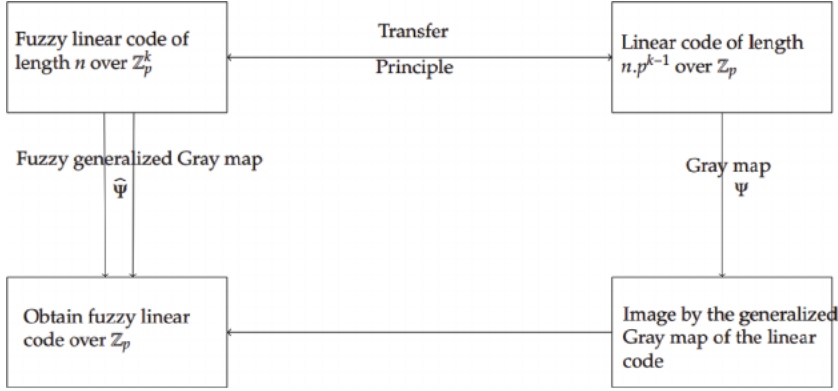 Fuzzy linear code of
length n over ℤ_p^k
Transfer
Principle
Linear code of length
n.p^{k−1} over ℤ_p
Fuzzy generalized Gray map
Ψ̂
Gray map
Ψ
Obtain fuzzy linear
code over ℤ_p
Image by the generalized
Gray map of the linear
code